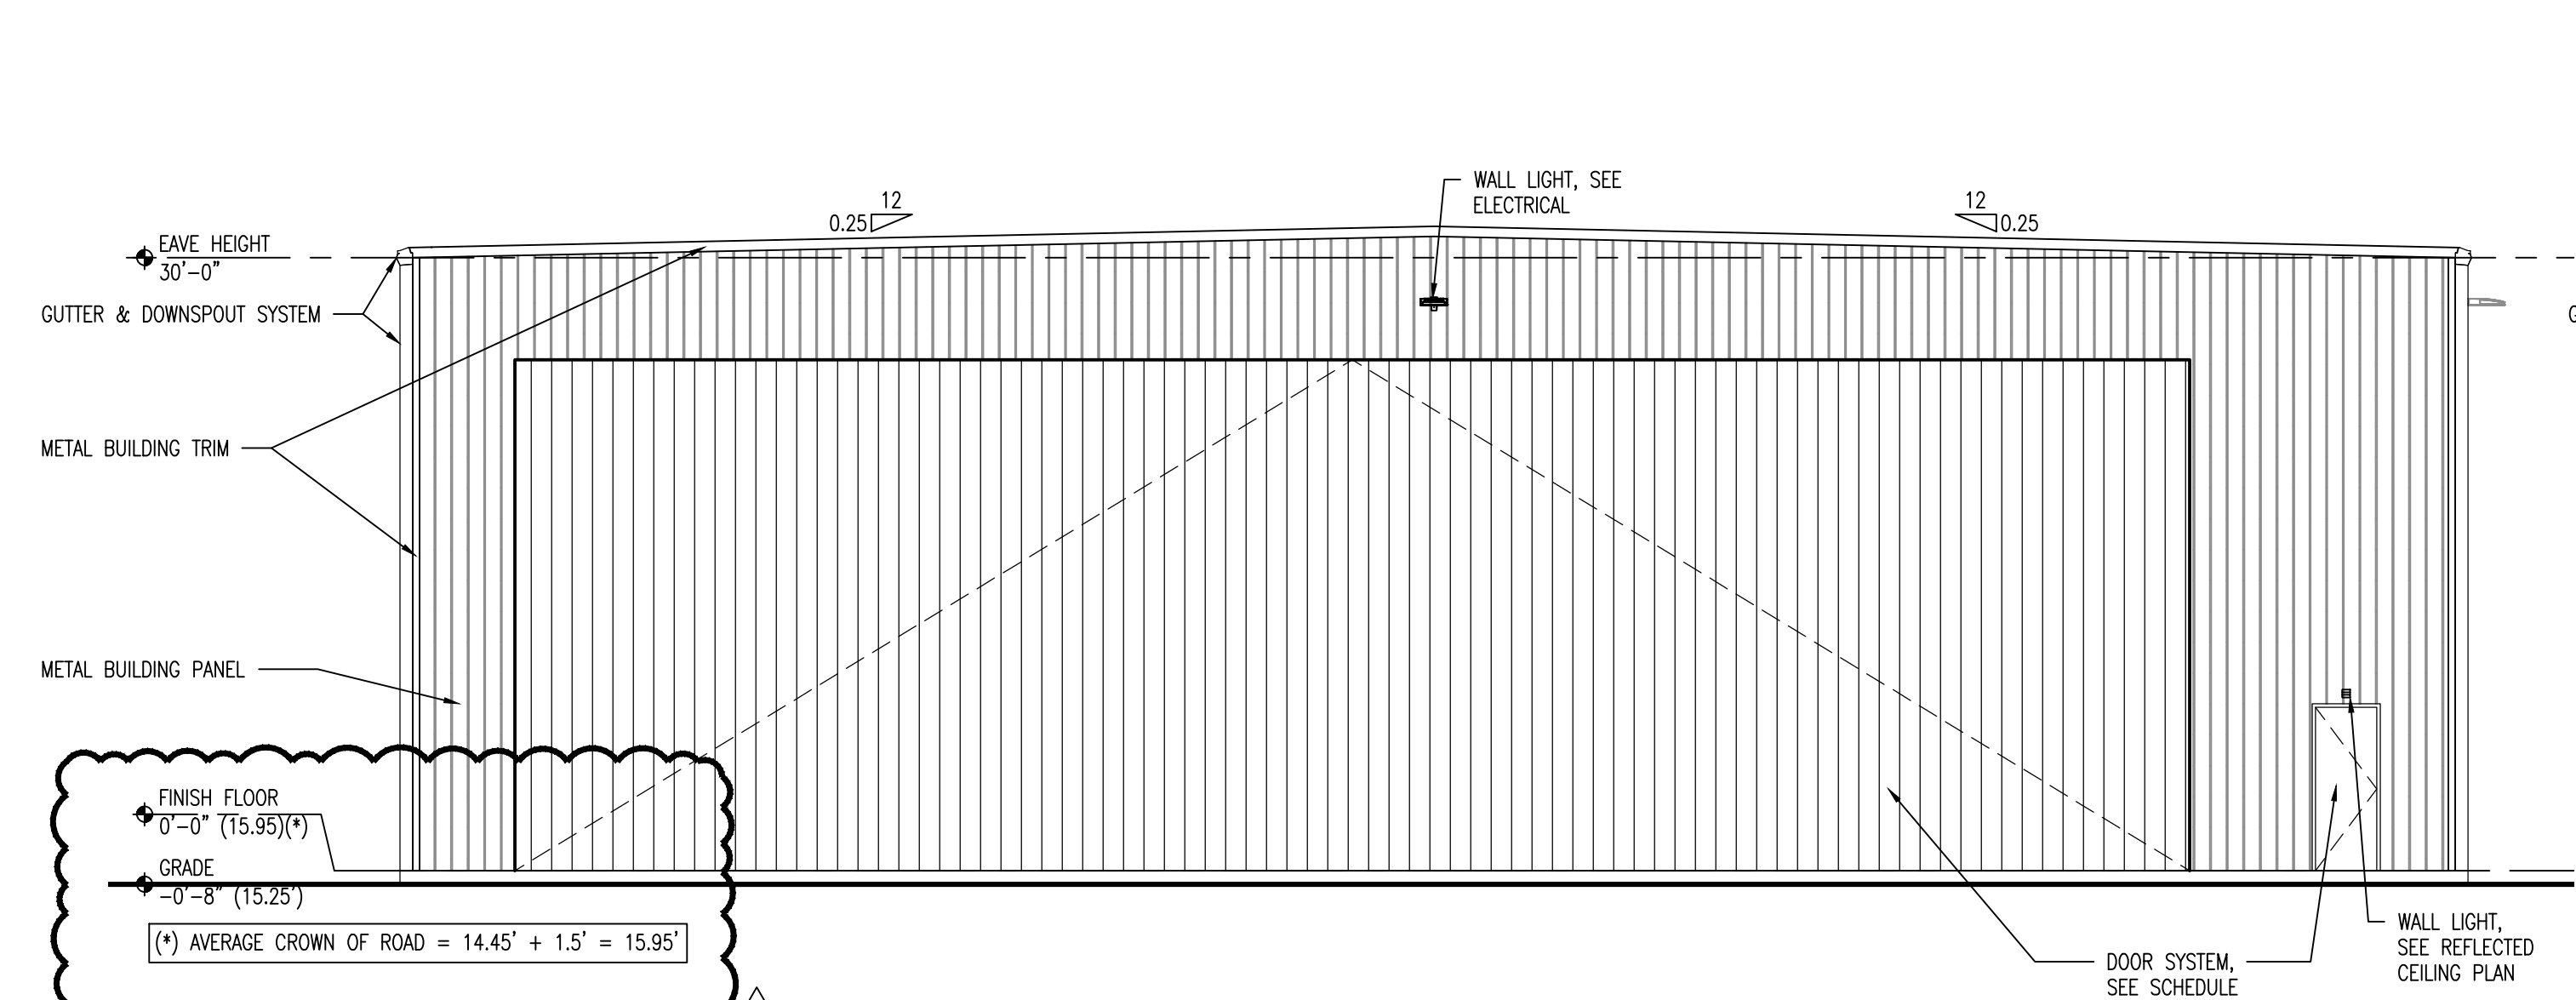 WALL LIGHT, SEE
ELECTRICAL
12
0.25
12
0.25
EAVE HEIGHT
30'-0"
GUTTER & DOWNSPOUT SYSTEM
G
METAL BUILDING TRIM
METAL BUILDING PANEL
FINISH FLOOR
0'-0" (15.95)(*)
GRADE
-0'-8" (15.25')
(*) AVERAGE CROWN OF ROAD = 14.45' + 1.5' = 15.95'
DOOR SYSTEM,
SEE SCHEDULE
WALL LIGHT,
SEE REFLECTED
CEILING PLAN